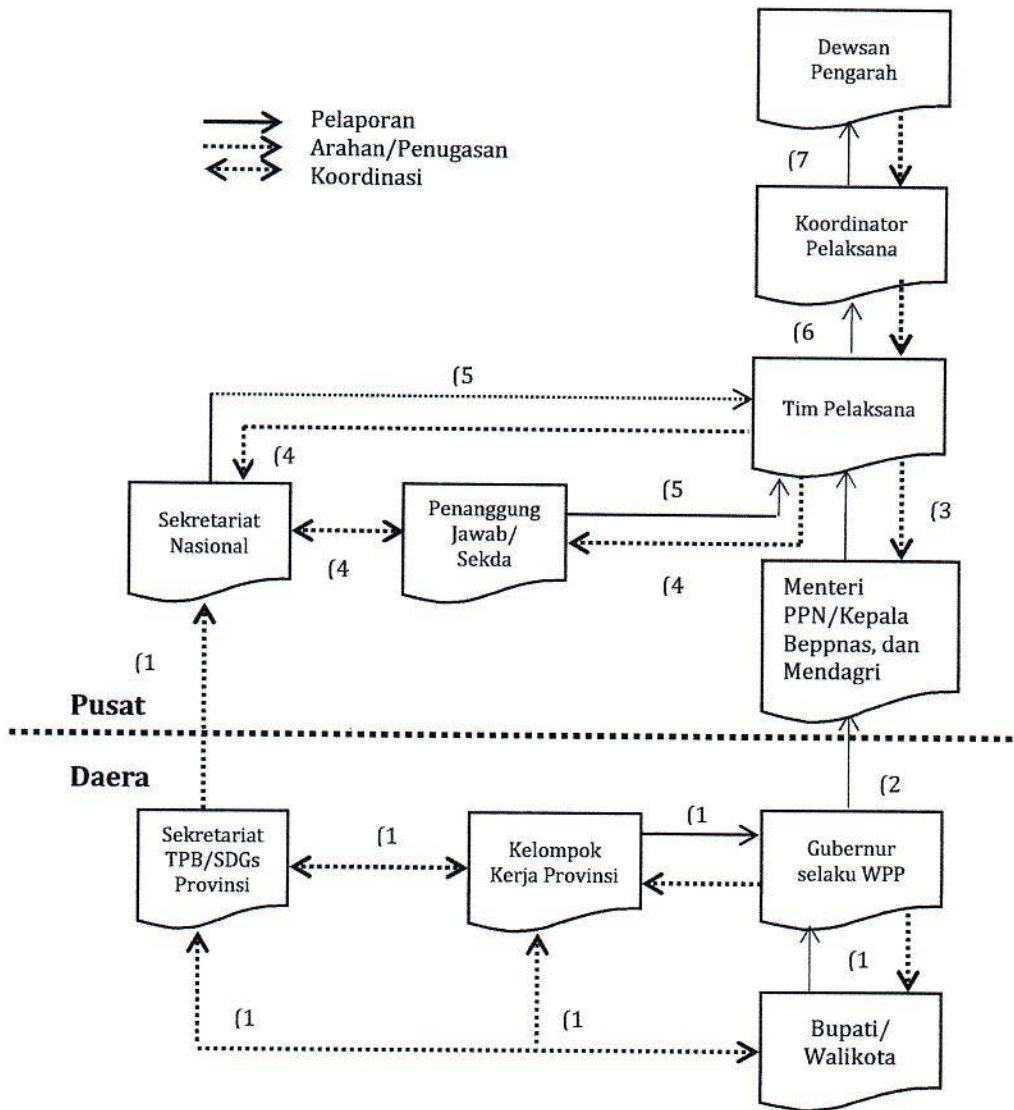 Dewsan
Pengarah
Pelaporan
Arahan/Penugasan
Koordinasi
(7
Koordinator
Pelaksana
(6
(5
Tim Pelaksana
(4
Sekretariat
Nasional
(4
Penanggung
Jawab/
Sekda
(5
(4
(3
Menteri
PPN/Kepala
Beppnas, dan
Mendagri
(1
Pusat
Daera
(2
Sekretariat
TPB/SDGs
Provinsi
(1
Kelompok
Kerja Provinsi
(1
Gubernur
selaku WPP
(1
(1
(1
Bupati/
Walikota